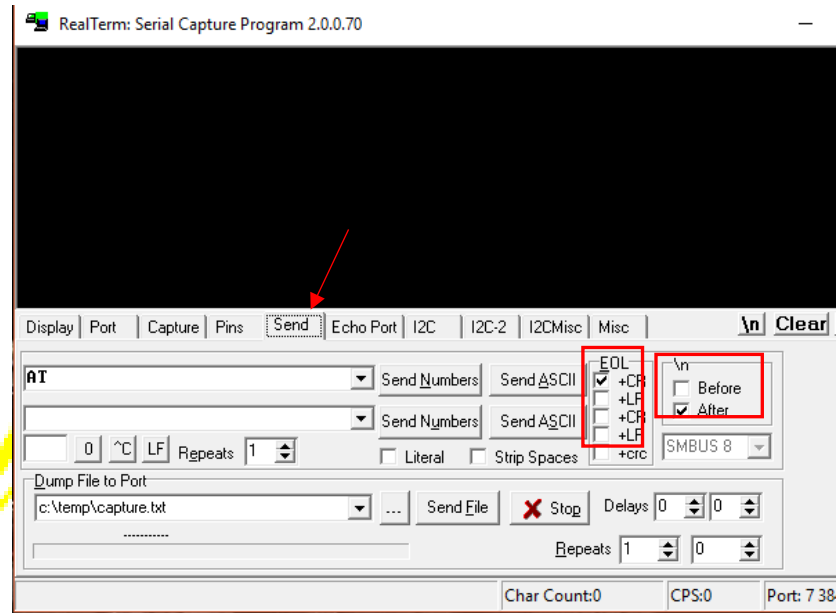 RealTerm: Serial Capture Program 2.0.0.70
Display Port Capture Pins Send Echo Port I2C I2C-2 I2CMisc Misc \n Clear
EOL \n
AT Send Numbers Send ASCII +CR Before
+LF After
Send Numbers Send ASCII +CR
+LF SMBUS 8
0 ^C LF Repeats 1 Literal Strip Spaces +crc
Dump File to Port
c:\temp\capture.txt ... Send File Stop Delays 0 0
-----------
Repeats 1 0
Char Count:0 CPS:0 Port: 7 38